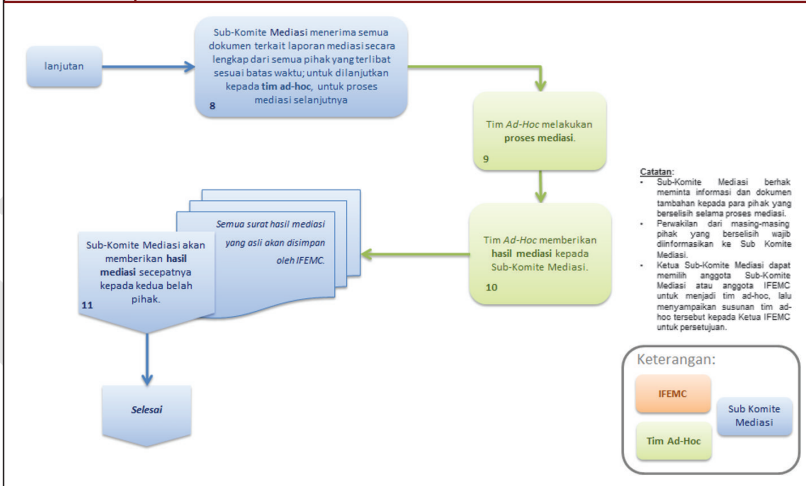 lanjutan
Sub-Komite Mediasi menerima semua
dokumen terkait laporan mediasi secara
lengkap dari semua pihak yang terlibat
sesuai batas waktu; untuk dilanjutkan
kepada tim ad-hoc, untuk proses
mediasi selanjutnya
8
Tim Ad-Hoc melakukan
proses mediasi.
9
Tim Ad-Hoc memberikan
hasil mediasi kepada
Sub-Komite Mediasi.
10
Semua surat hasil mediasi
yang asli akan disimpan
oleh IFEMC.
Sub-Komite Mediasi akan
memberikan hasil
mediasi secepatnya
kepada kedua belah
pihak.
11
Selesai
Catatan:
• Sub-Komite Mediasi berhak
meminta informasi dan dokumen
tambahan kepada para pihak yang
berselisih selama proses mediasi.
• Perwakilan dari masing-masing
pihak yang berselisih wajib
diinformasikan ke Sub Komite
Mediasi.
• Ketua Sub-Komite Mediasi dapat
memilih anggota Sub-Komite
Mediasi atau anggota IFEMC
untuk menjadi tim ad-hoc, lalu
menyampaikan susunan tim ad-
hoc tersebut kepada Ketua IFEMC
untuk persetujuan.
Keterangan:
IFEMC
Sub Komite
Mediasi
Tim Ad-Hoc